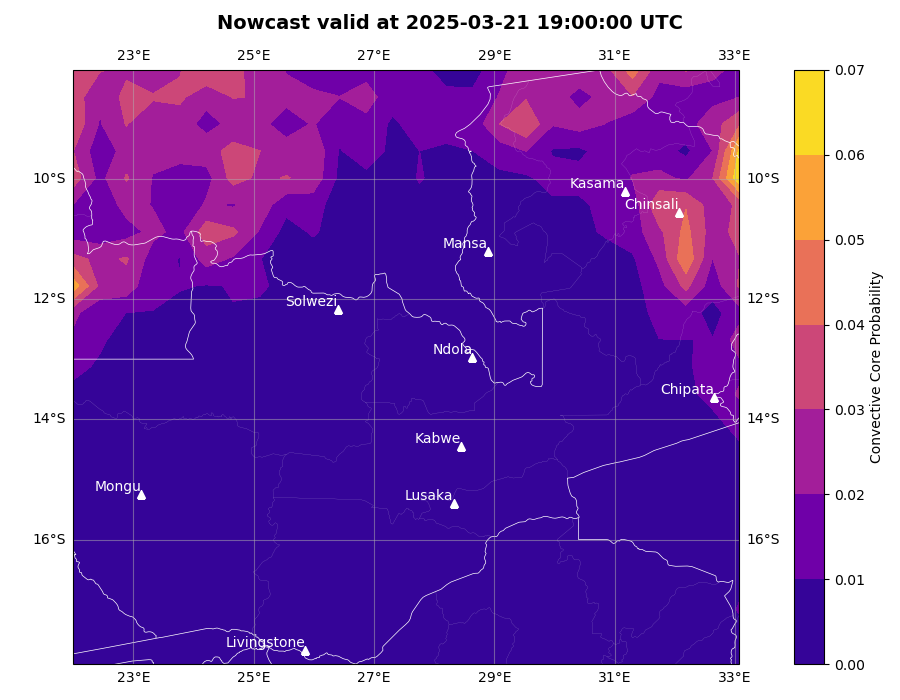 Nowcast valid at 2025-03-21 19:00:00 UTC
23°E 25°E 27°E 29°E 31°E 33°E
0.07
0.06
10°S 10°S
Kasama
Chinsali
0.05
Mansa
12°S 12°S
Solwezi
0.04
Ndola
Convective Core Probability
Chipata
0.03
14°S 14°S
Kabwe
Mongu
Lusaka
0.02
16°S 16°S
0.01
Livingstone
0.00
23°E 25°E 27°E 29°E 31°E 33°E